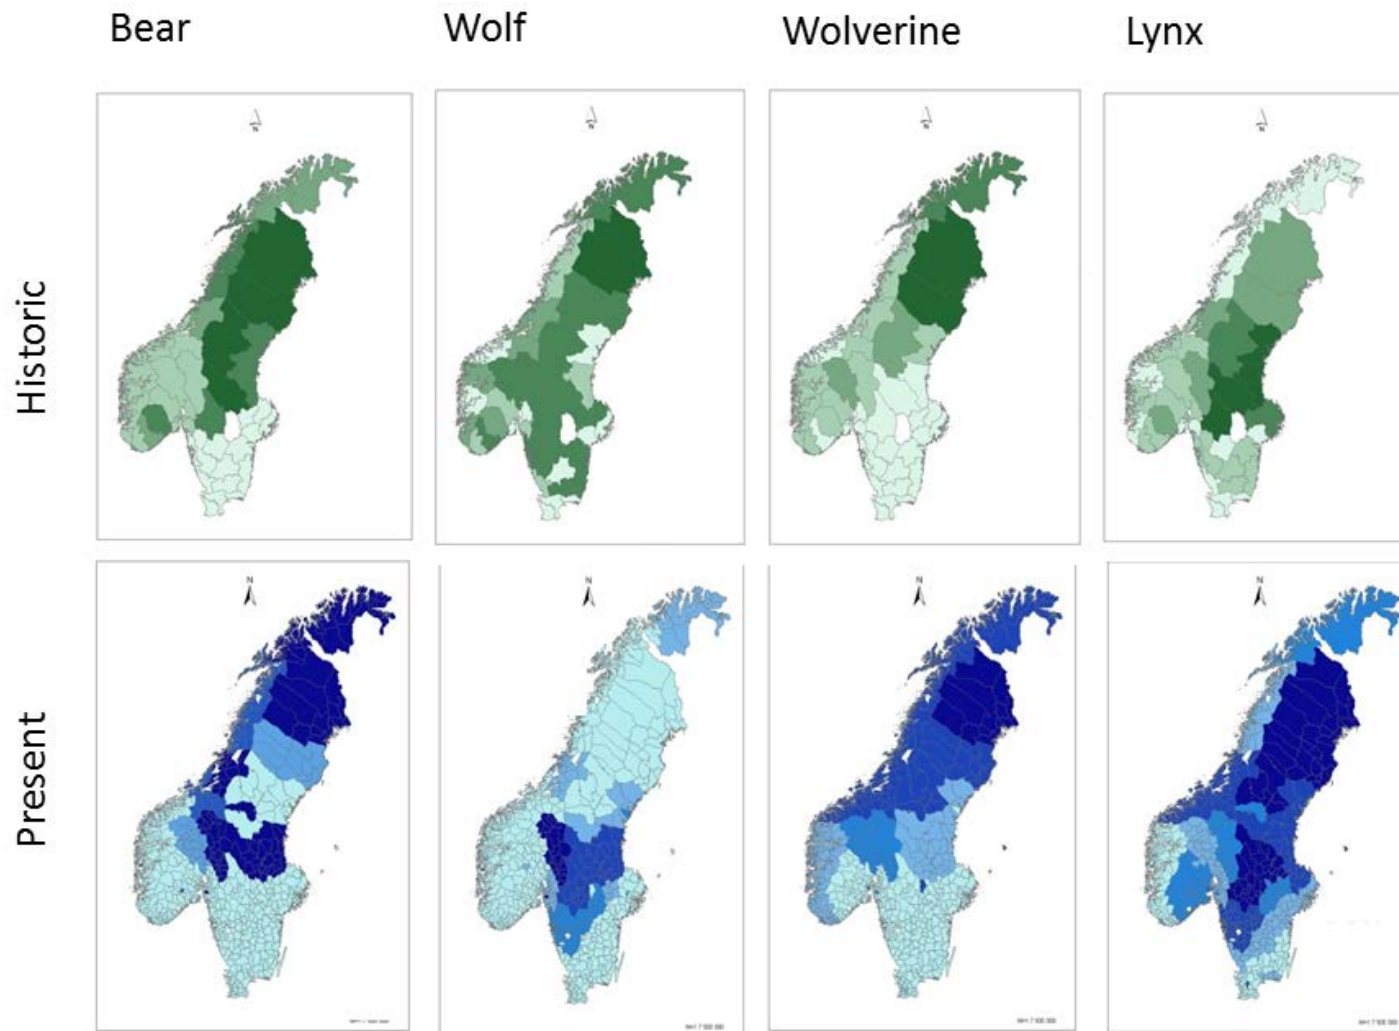 Bear Wolf Wolverine Lynx
N N N N
Historic
N N N N
Present